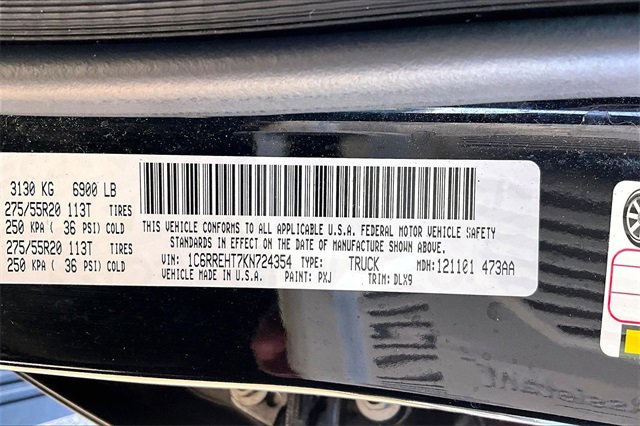 3130 KG 6900 LB
275/55R20 113T TIRES
250 KPA ( 36 PSI) COLD
275/55R20 113T TIRES
250 KPA ( 36 PSI) COLD
THIS VEHICLE CONFORMS TO ALL APPLICABLE U.S.A. FEDERAL MOTOR VEHICLE SAFETY
STANDARDS IN EFFECT ON THE DATE OF MANUFACTURE SHOWN ABOVE.
VIN: 1C6RREHT7KN724354 TYPE: TRUCK MDH: 121101 473AA
VEHICLE MADE IN U.S.A. PAINT: PXJ TRIM: DLX9